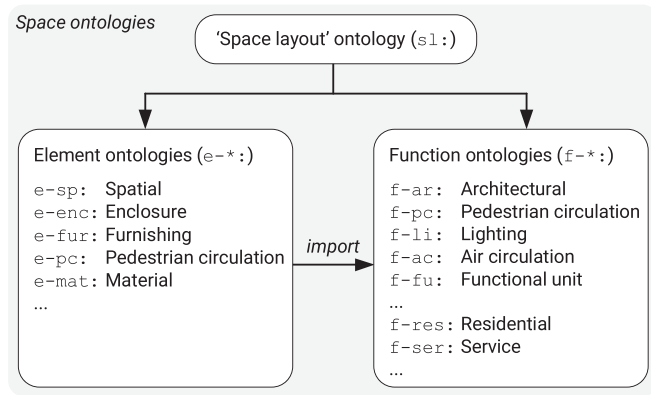 Space ontologies
‘Space layout’ ontology (sl:)
Element ontologies (e-*:)
e-sp: Spatial
e-enc: Enclosure
e-fur: Furnishing
e-pc: Pedestrian circulation
e-mat: Material
...
import
Function ontologies (f-*:)
f-ar: Architectural
f-pc: Pedestrian circulation
f-li: Lighting
f-ac: Air circulation
f-fu: Functional unit
...
f-res: Residential
f-ser: Service
...